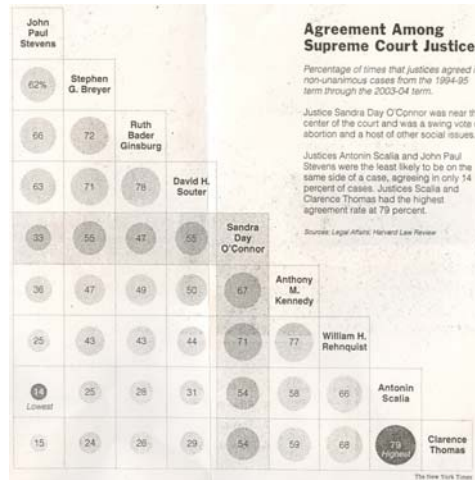 John
Paul
Stevens
62%
Stephen
G. Breyer
66
72
Ruth
Bader
Ginsburg
63
71
78
David H.
Souter
33
55
47
55
Sandra
Day
O'Connor
36
47
49
50
67
Anthony
M.
Kennedy
25
43
43
44
71
77
William H.
Rehnquist
14
Lowest
25
28
31
54
58
66
Antonin
Scalia
15
24
26
29
54
59
68
79
Highest
Clarence
Thomas
Agreement Among
Supreme Court Justice
Percentage of times that justices agreed
non-unanimous cases from the 1994-95
term through the 2003-04 term.
Justice Sandra Day O'Connor was near th
center of the court and was a swing vote
abortion and a host of other social issues.
Justices Antonin Scalia and John Paul
Stevens were the least likely to be on the
same side of a case, agreeing in only 14
percent of cases. Justices Scalia and
Clarence Thomas had the highest
agreement rate at 79 percent.
Sources: Legal Affairs; Harvard Law Review
The New York Times